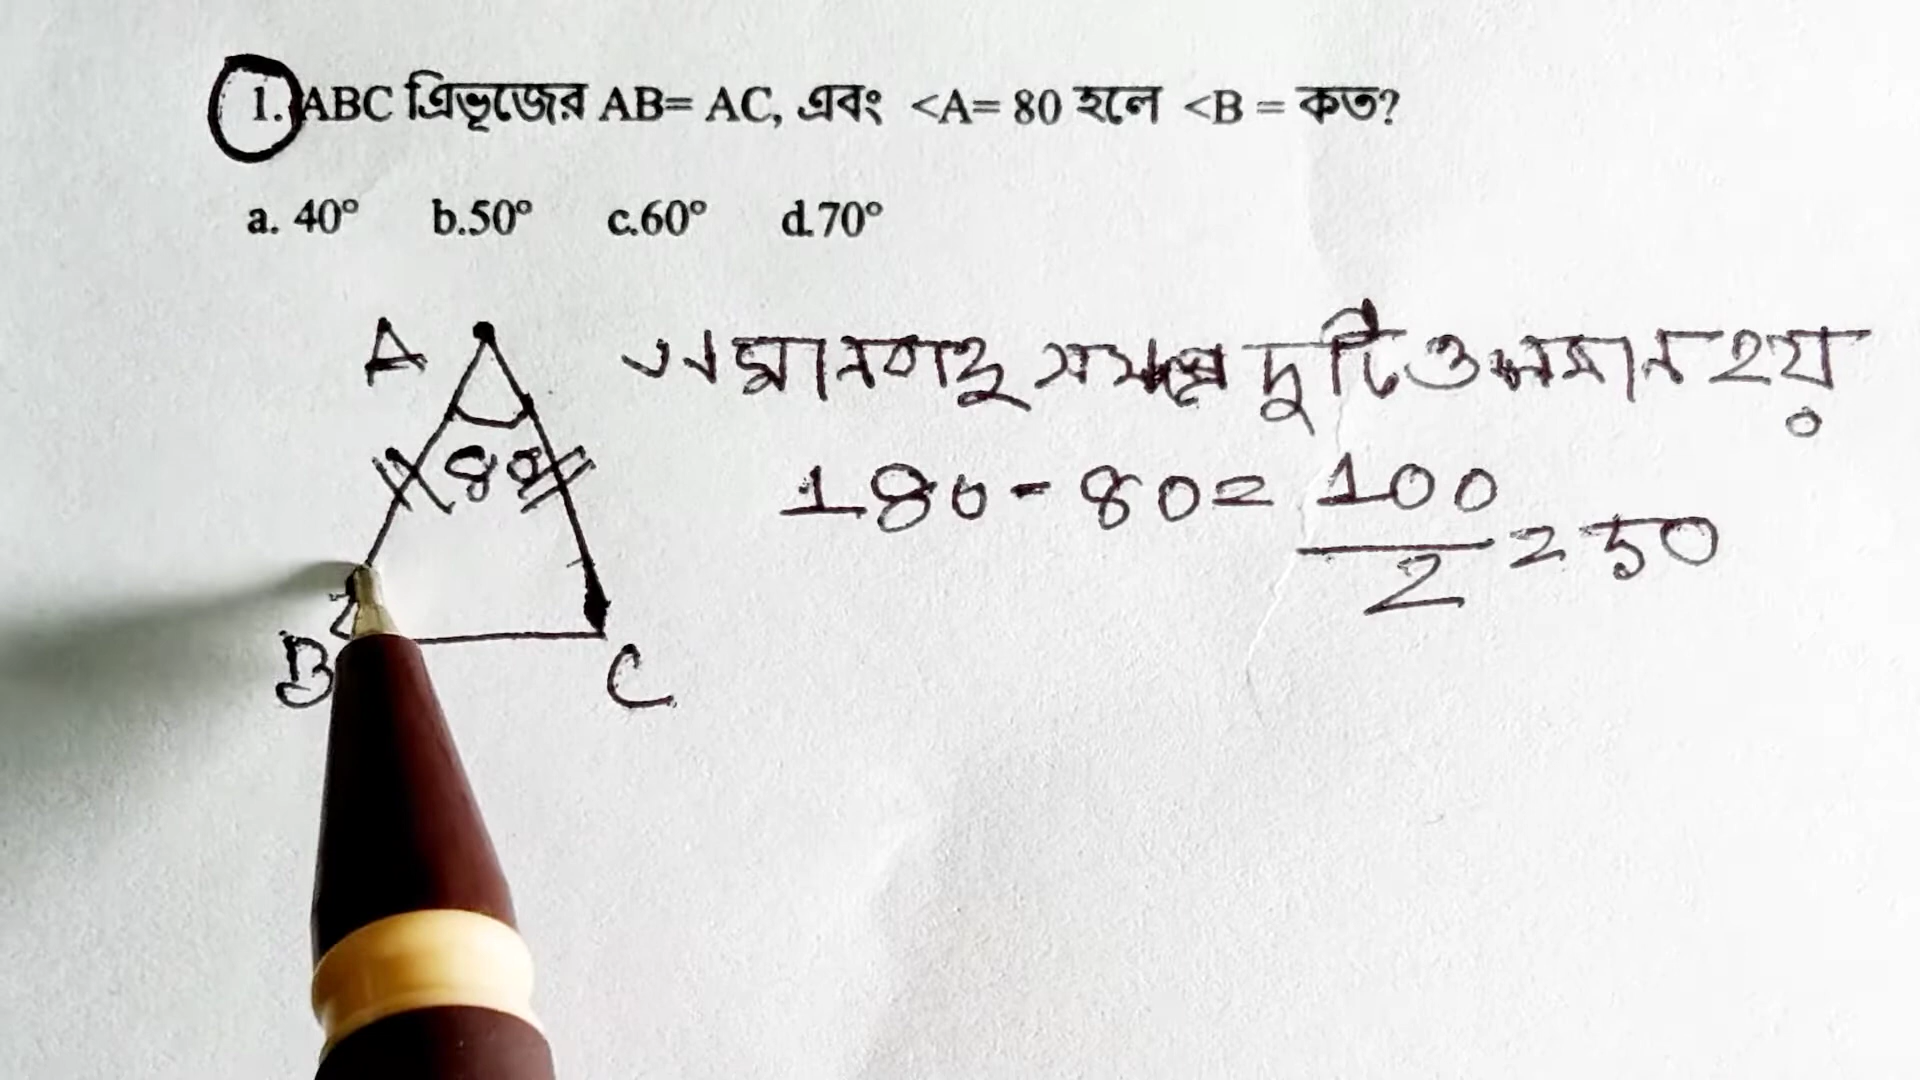 1. ABC ত্রিভূজের AB= AC, এবং <A= 80 হলে <B = কত?
a. 40° b.50° c.60° d.70°
A
80
B
C
সমানবাহু দুটিও সমান হয়
180-80= 100
2
= 50